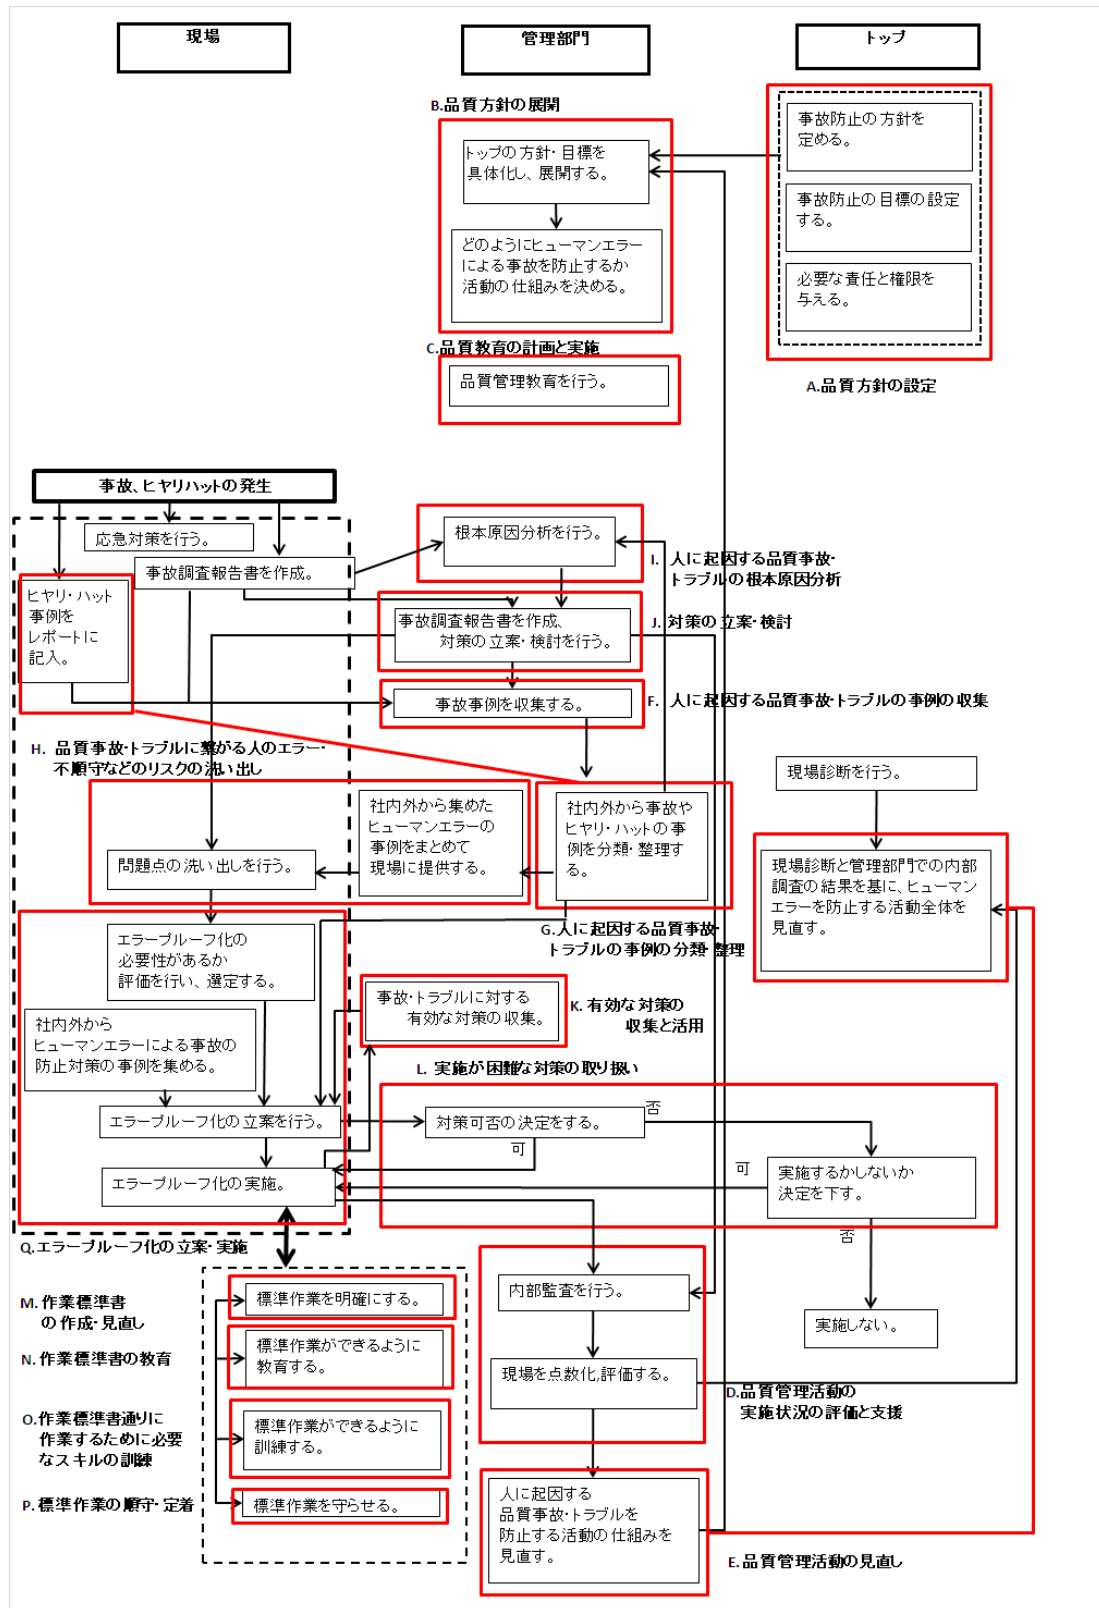 現場
管理部門
トップ
B.品質方針の展開
トップの方針・目標を
具体化し、展開する。
どのようにヒューマンエラー
による事故を防止するか
活動の仕組みを決める。
事故防止の方針を
定める。
事故防止の目標の設定
する。
必要な責任と権限を
与える。
A.品質方針の設定
C.品質教育の計画と実施
品質管理教育を行う。
事故、ヒヤリハットの発生
応急対策を行う。
事故調査報告書を作成。
ヒヤリ・ハット
事例を
レポートに
記入。
根本原因分析を行う。
I. 人に起因する品質事故・
トラブルの根本原因分析
事故調査報告書を作成、
対策の立案・検討を行う。
J. 対策の立案・検討
事故事例を収集する。
F. 人に起因する品質事故・トラブルの事例の収集
H. 品質事故・トラブルに繋がる人のエラー・
不順守などのリスクの洗い出し
問題点の洗い出しを行う。
社内外から集めた
ヒューマンエラーの
事例をまとめて
現場に提供する。
社内外から事故や
ヒヤリ・ハットの事
例を分類・整理す
る。
G.人に起因する品質事故・
トラブルの事例の分類・整理
現場診断を行う。
現場診断と管理部門での内部
調査の結果を基に、ヒューマン
エラーを防止する活動全体を
見直す。
エラープルーフ化の
必要性があるか
評価を行い、選定する。
社内外から
ヒューマンエラーによる事故の
防止対策の事例を集める。
事故・トラブルに対する
有効な対策の収集。
K. 有効な対策の
収集と活用
L. 実施が困難な対策の取り扱い
エラープルーフ化の立案を行う。
対策可否の決定をする。
否
可
エラープルーフ化の実施。
可
実施するかしないか
決定を下す。
否
実施しない。
Q.エラープルーフ化の立案・実施
M. 作業標準書
の作成・見直し
標準作業を明確にする。
N. 作業標準書の教育
標準作業ができるように
教育する。
O. 作業標準書通りに
作業するために必要
なスキルの訓練
標準作業ができるように
訓練する。
P. 標準作業の順守・定着
標準作業を守らせる。
内部監査を行う。
現場を点数化,評価する。
D.品質管理活動の
実施状況の評価と支援
人に起因する
品質事故・トラブルを
防止する活動の仕組みを
見直す。
E.品質管理活動の見直し